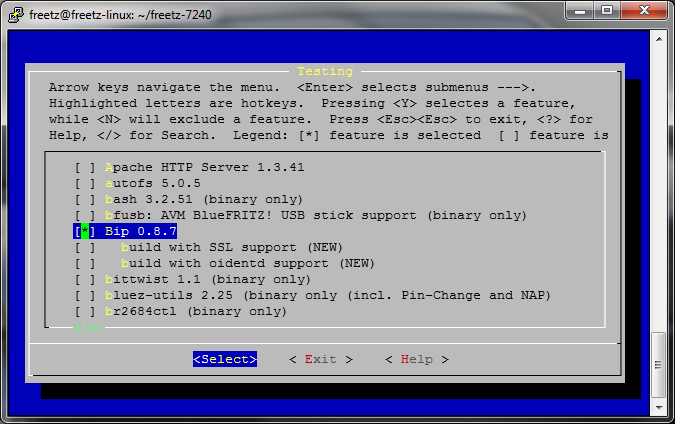 freetz@freetz-linux: ~/freetz-7240
Testing
Arrow keys navigate the menu.  <Enter> selects submenus --->.
Highlighted letters are hotkeys.  Pressing <Y> selectes a feature,
while <N> will exclude a feature.  Press <Esc><Esc> to exit, <?> for
Help, </> for Search.  Legend: [*] feature is selected  [ ] feature is
[ ] Apache HTTP Server 1.3.41
[ ] autofs 5.0.5
[ ] bash 3.2.51 (binary only)
[ ] bfusb: AVM BlueFRITZ! USB stick support (binary only)
[*] Bip 0.8.7
[ ]   build with SSL support (NEW)
[ ]   build with oidentd support (NEW)
[ ] bittwist 1.1 (binary only)
[ ] bluez-utils 2.25 (binary only (incl. Pin-Change and NAP)
[ ] br2684ctl (binary only)
<Select>    < Exit >    < Help >